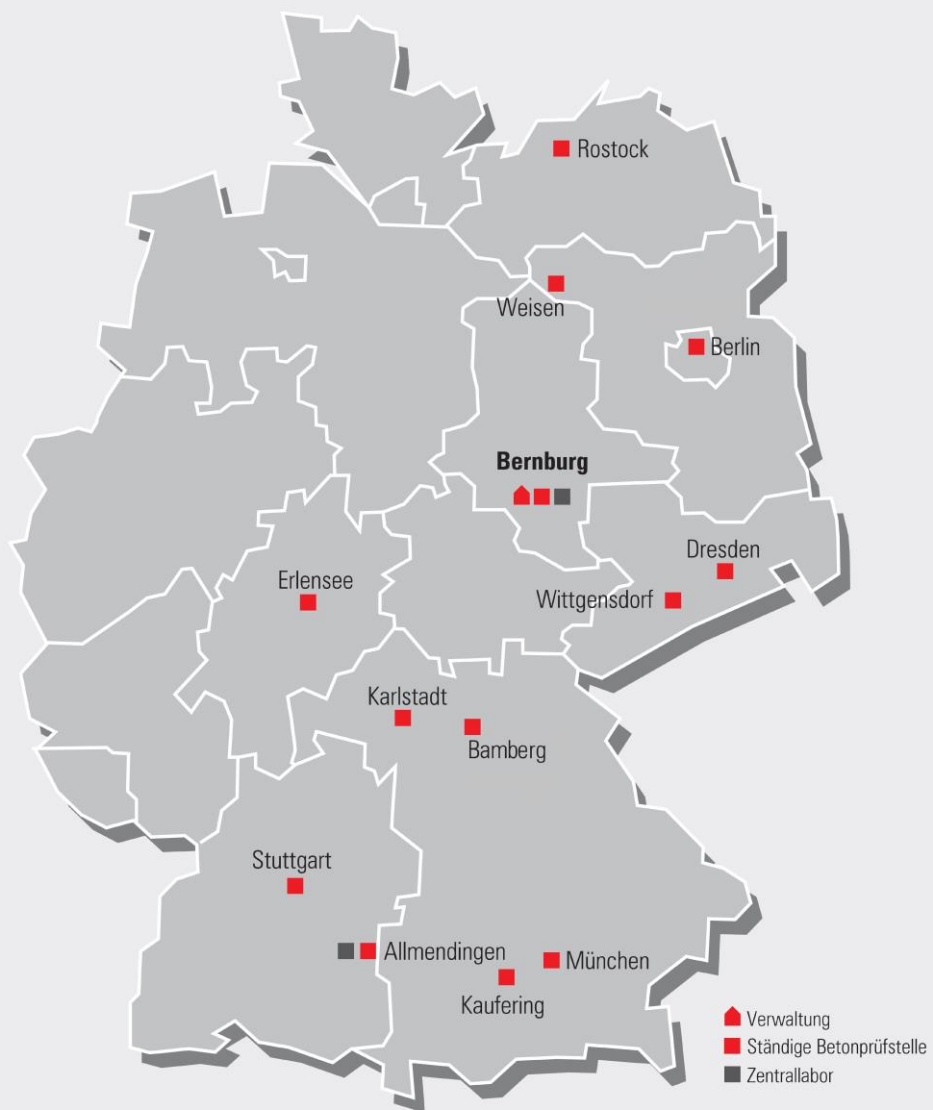 Rostock
Weisen
Berlin
Bernburg
Dresden
Erlensee
Wittgensdorf
Karlstadt
Bamberg
Stuttgart
Allmendingen
München
Kaufering
Verwaltung
Ständige Betonprüfstelle
Zentrallabor